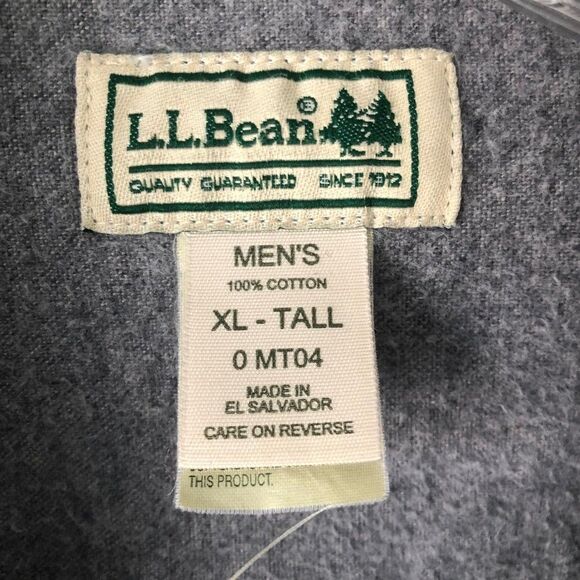 L.L.Bean®
QUALITY GUARANTEED SINCE 1912
MEN'S
100% COTTON
XL - TALL
0 MT04
MADE IN
EL SALVADOR
CARE ON REVERSE
THIS PRODUCT.